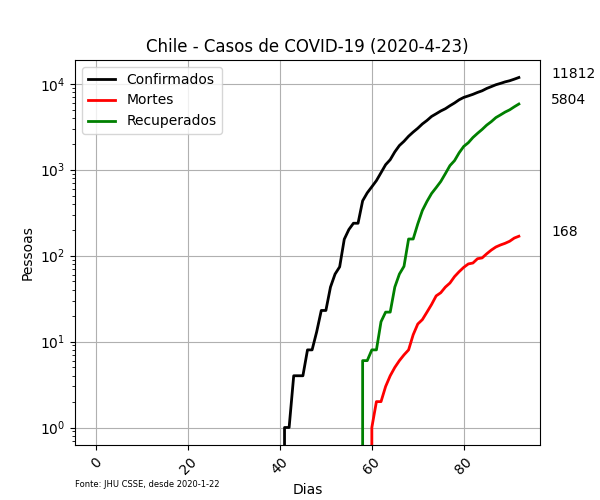 Chile - Casos de COVID-19 (2020-4-23)
Confirmados
Mortes
Recuperados
11812
5804
168
10⁴
10³
10²
10¹
10⁰
Pessoas
0
20
40
60
80
Dias
Fonte: JHU CSSE, desde 2020-1-22